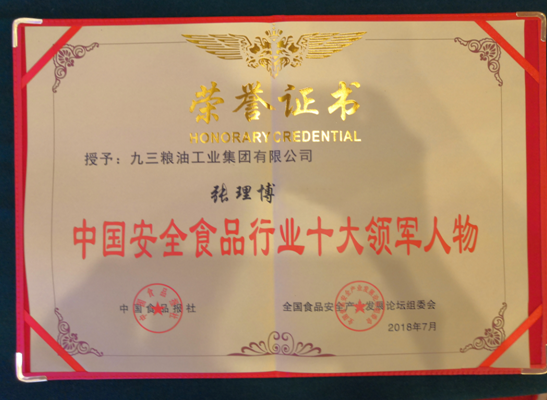 荣誉证书
HONORARY CREDENTIAL
授予：九三粮油工业集团有限公司
张理博
中国安全食品行业十大领军人物
中国食品报社
全国食品安全产业发展论坛组委会
2018年7月